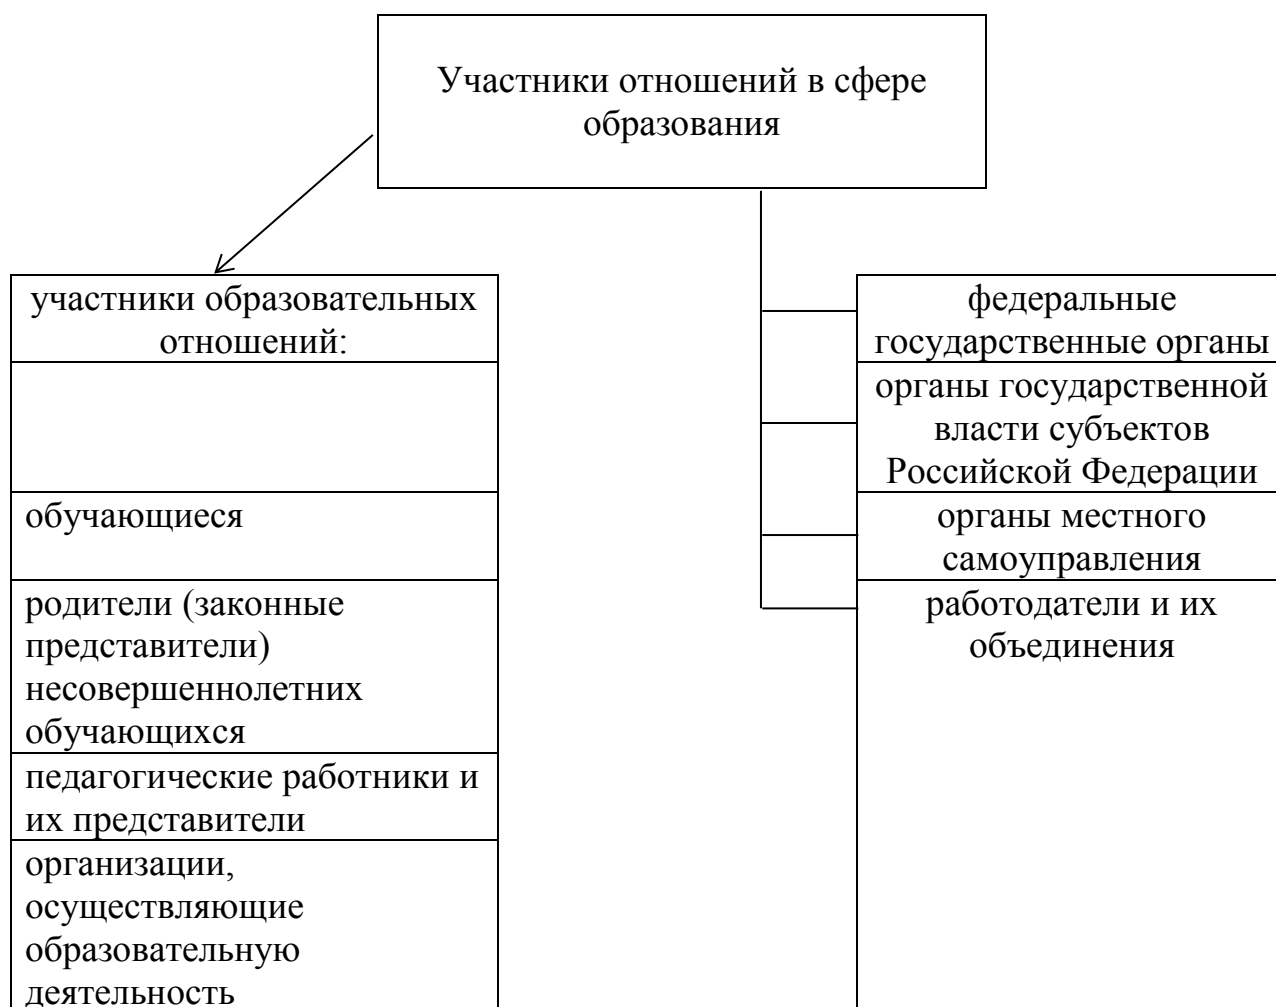 Участники отношений в сфере
образования
участники образовательных
отношений:
обучающиеся
родители (законные
представители)
несовершеннолетних
обучающихся
педагогические работники и
их представители
организации,
осуществляющие
образовательную
деятельность
федеральные
государственные органы
органы государственной
власти субъектов
Российской Федерации
органы местного
самоуправления
работодатели и их
объединения